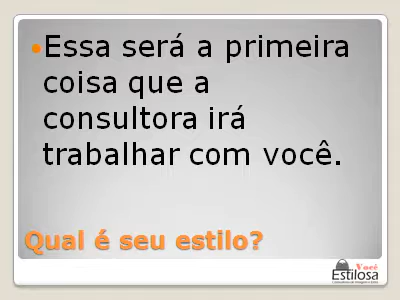 Essa será a primeira
coisa que a
consultora irá
trabalhar com você.
Qual é seu estilo?
Você
Estilosa